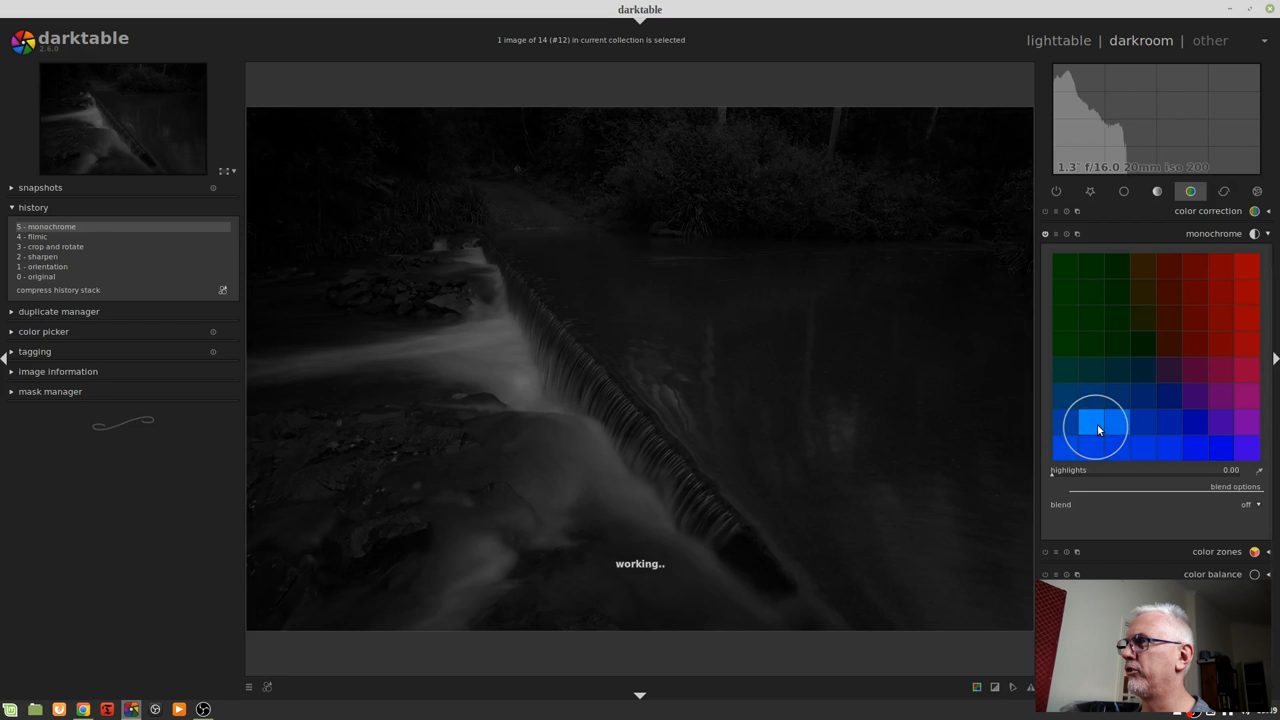 darktable
darktable
2.6.0
1 image of 14 (#12) in current collection is selected
lighttable | darkroom | other
1.3" f/16.0 20mm iso 200
snapshots
history
5 - monochrome
4 - filmic
3 - crop and rotate
2 - sharpen
1 - orientation
0 - original
compress history stack
duplicate manager
color picker
tagging
image information
mask manager
color correction
monochrome
highlights 0.00
blend options
blend off
color zones
color balance
working..